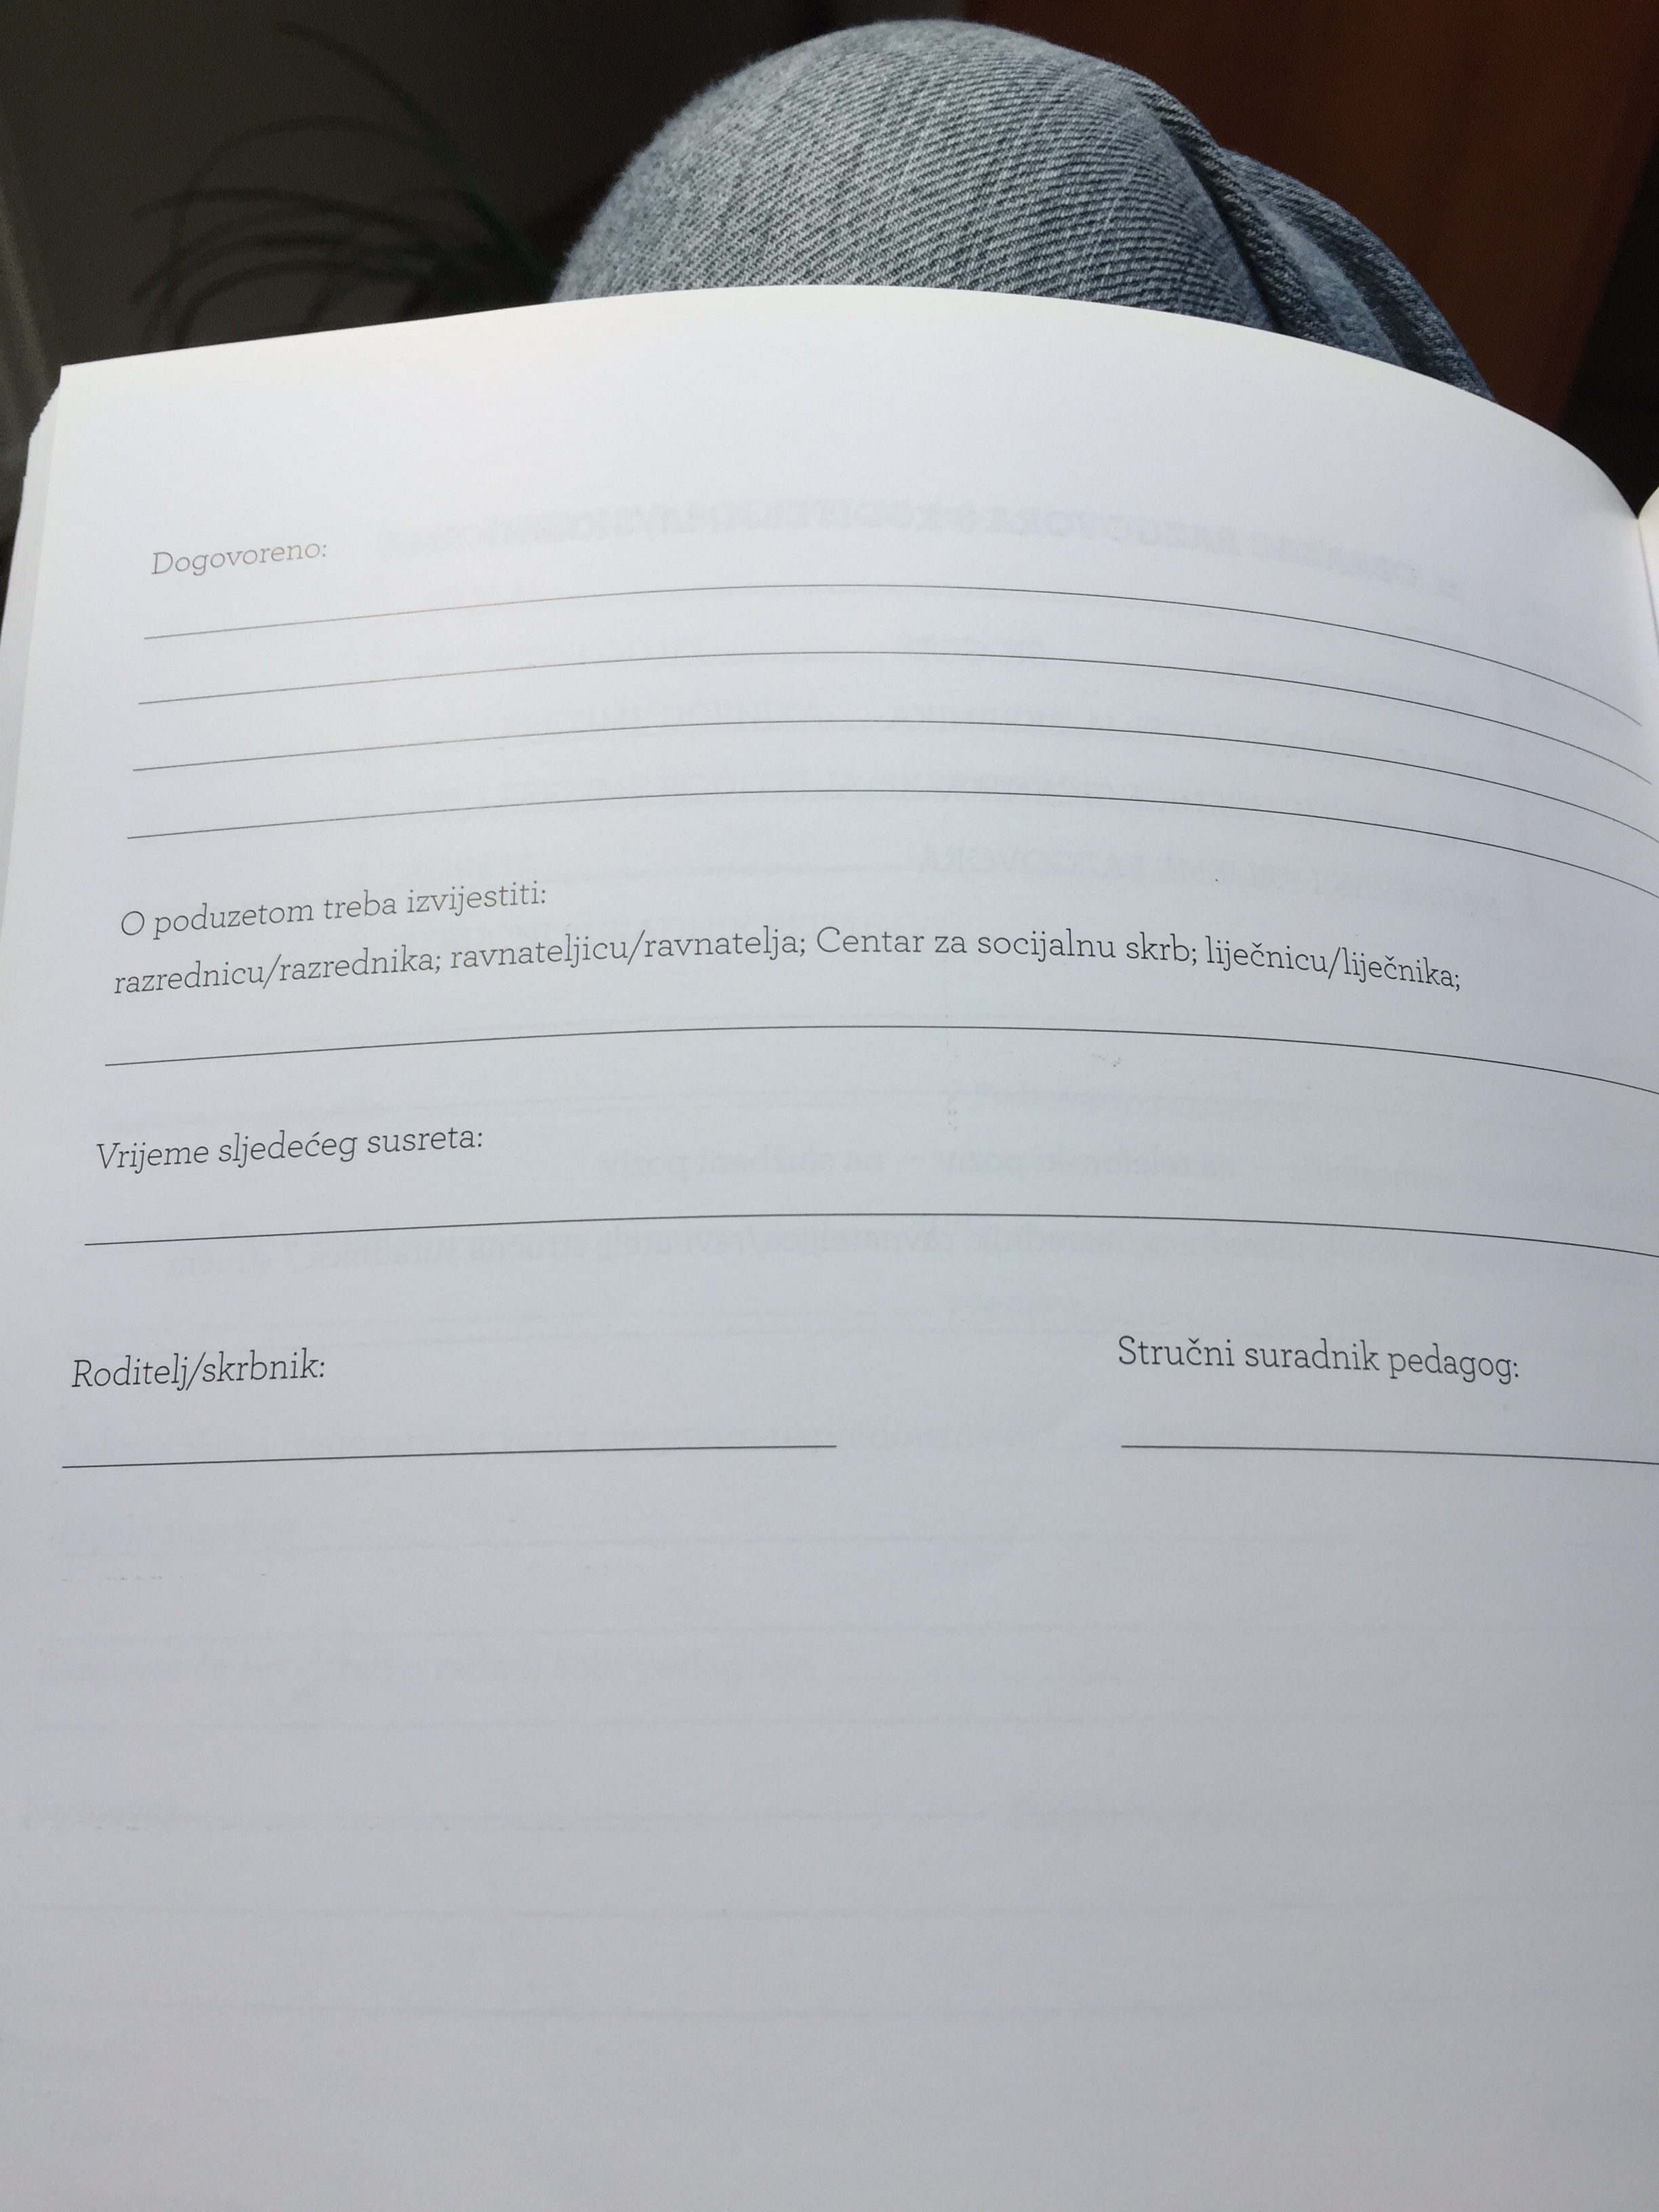 Dogovoreno:
O poduzetom treba izvijestiti:
razrednicu/razrednika; ravnateljicu/ravnatelja; Centar za socijalnu skrb; liječnicu/liječnika;
Vrijeme sljedećeg susreta:
Roditelj/skrbnik: Stručni suradnik pedagog: